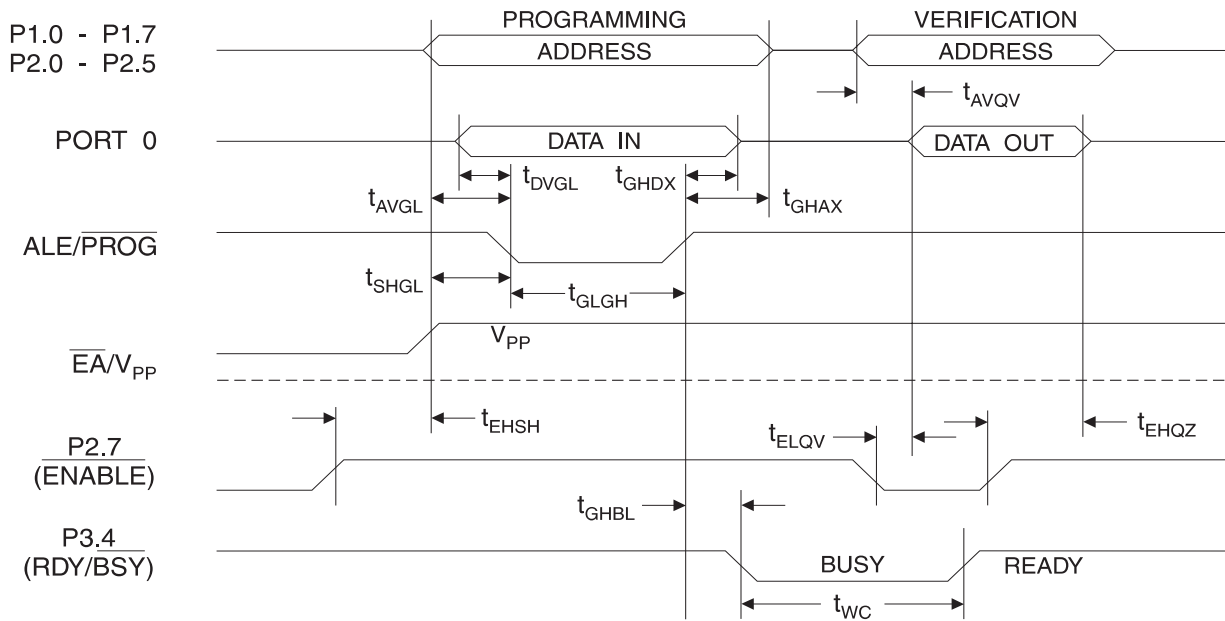 PROGRAMMING VERIFICATION
P1.0 - P1.7
P2.0 - P2.5
ADDRESS ADDRESS
tAVQV
PORT 0 DATA IN DATA OUT
tDVGL tGHDX
tAVGL tGHAX
ALE/PROG
tSHGL tGLGH
VPP
EA/VPP
tEHSH tELQV tEHQZ
P2.7
(ENABLE)
tGHBL
P3.4
(RDY/BSY) BUSY READY
tWC